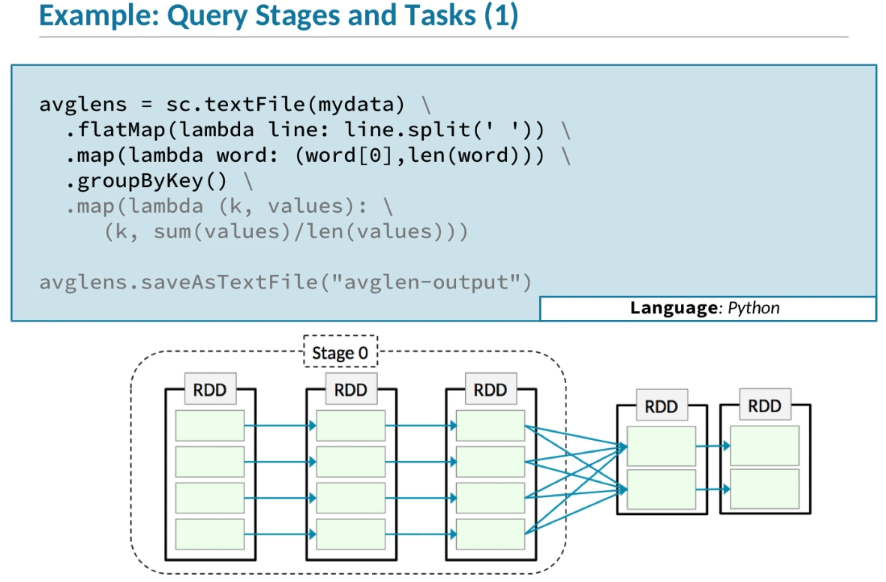 Example: Query Stages and Tasks (1)
avglens = sc.textFile(mydata) \
.flatMap(lambda line: line.split(' ')) \
.map(lambda word: (word[0],len(word))) \
.groupByKey() \
.map(lambda (k, values): \
(k, sum(values)/len(values)))
avglens.saveAsTextFile("avglen-output")
Language: Python
Stage 0
RDD RDD RDD RDD RDD